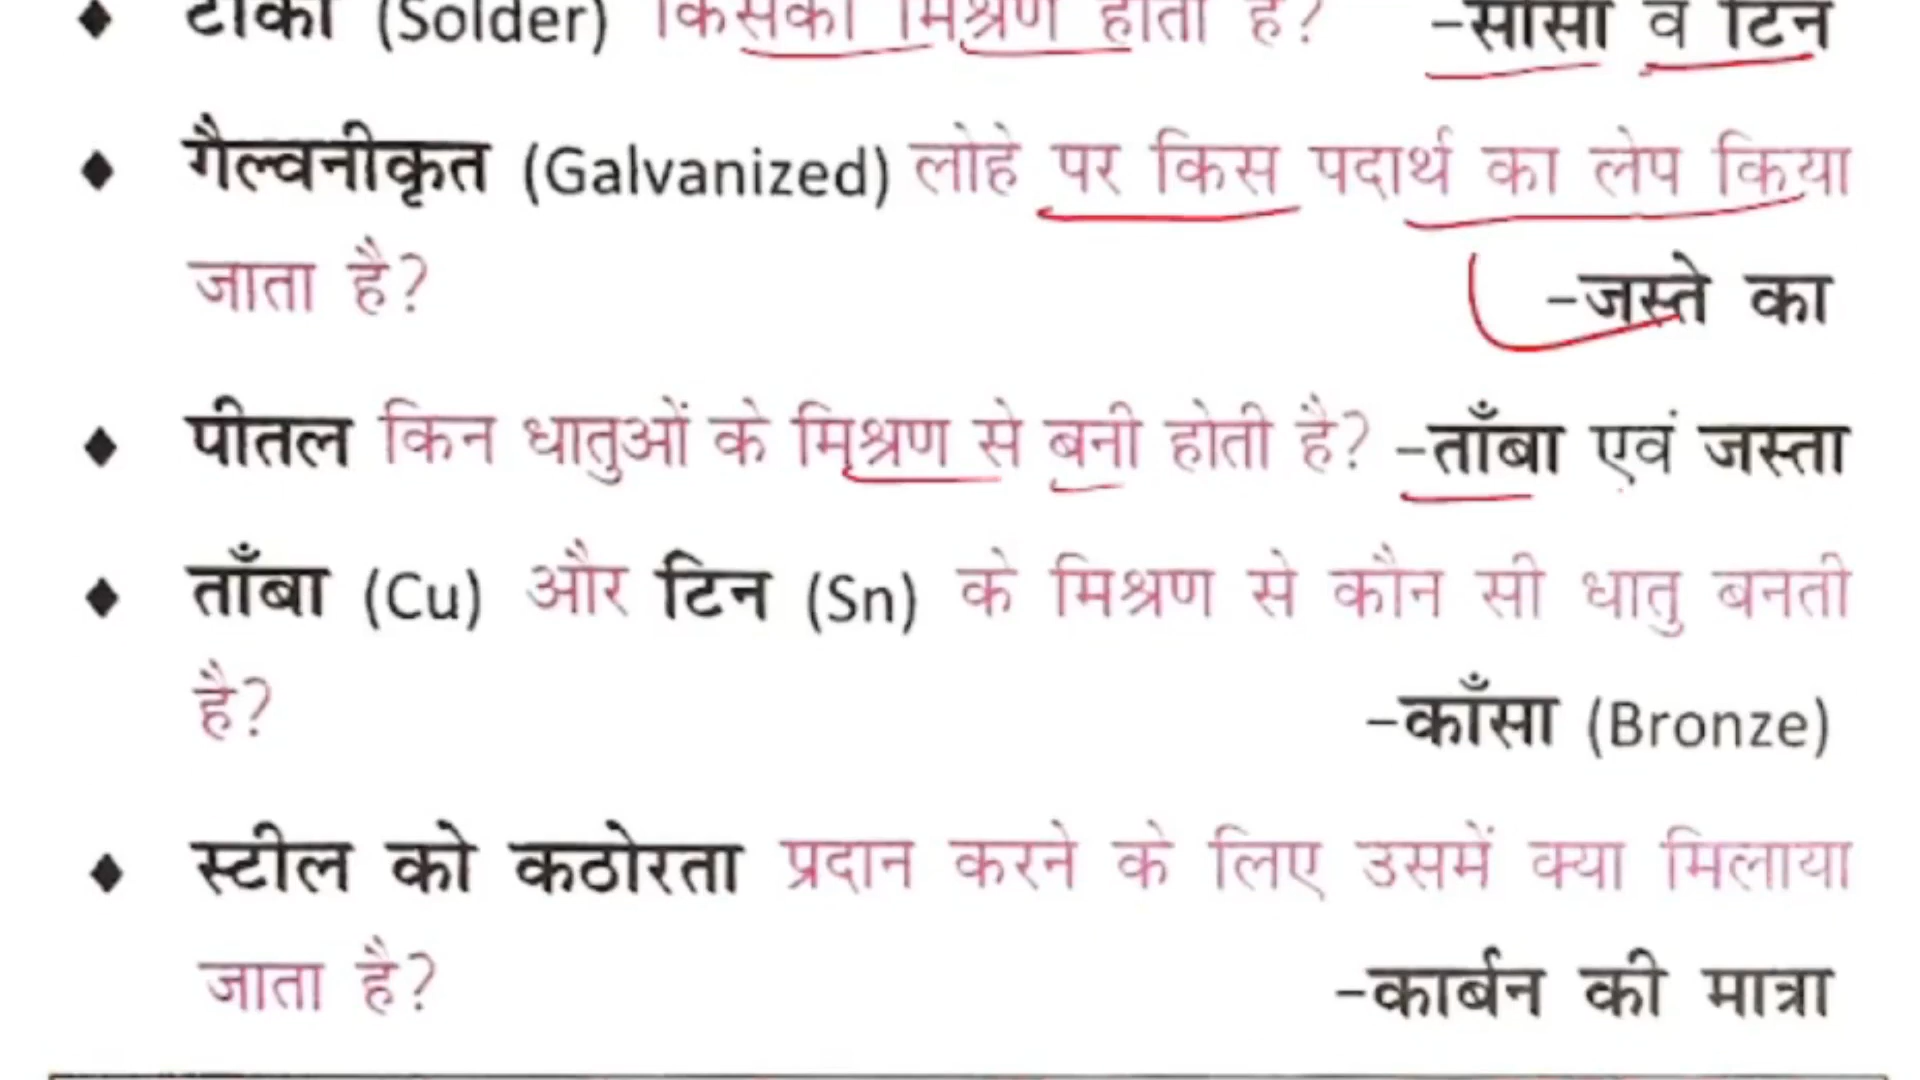 ♦ टाँका (Solder) किसका मिश्रण होता है? –सीसा व टिन
♦ गैल्वनीकृत (Galvanized) लोहे पर किस पदार्थ का लेप किया
जाता है? –जस्ते का
♦ पीतल किन धातुओं के मिश्रण से बनी होती है? –ताँबा एवं जस्ता
♦ ताँबा (Cu) और टिन (Sn) के मिश्रण से कौन सी धातु बनती
है? –काँसा (Bronze)
♦ स्टील को कठोरता प्रदान करने के लिए उसमें क्या मिलाया
जाता है? –कार्बन की मात्रा